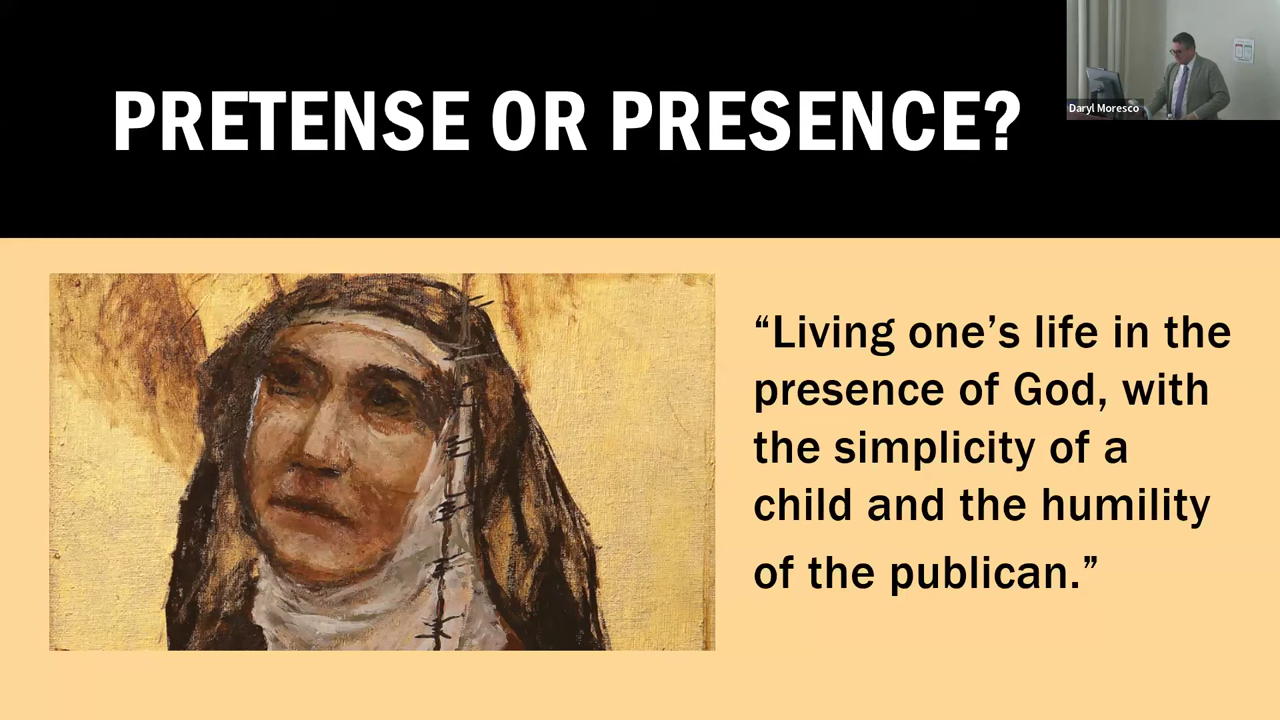 PRETENSE OR PRESENCE?
Daryl Moresco
“Living one’s life in the
presence of God, with
the simplicity of a
child and the humility
of the publican.”